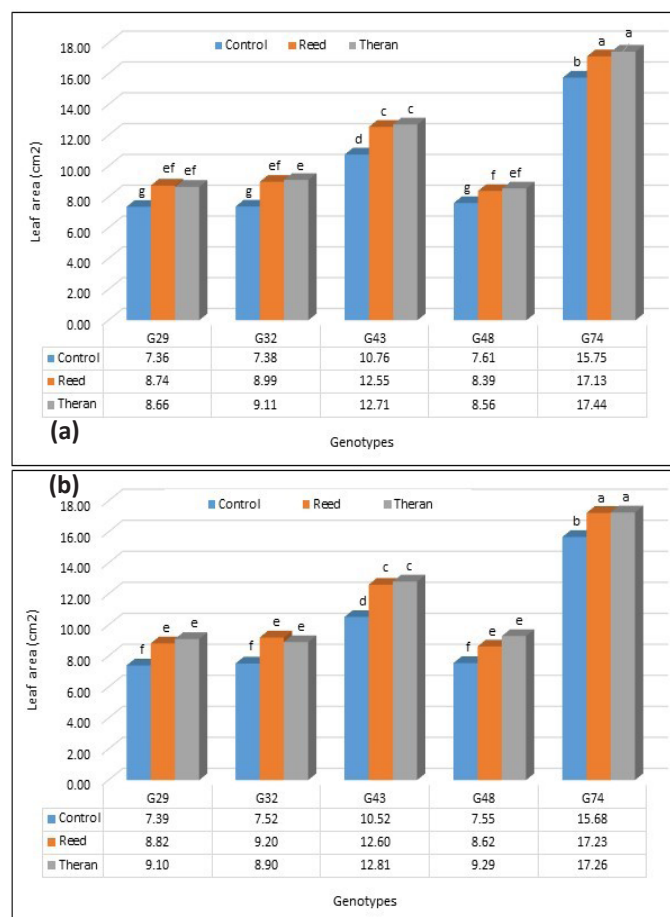 Control Reed Theran
18.00
16.00
14.00
12.00
10.00
8.00
6.00
4.00
2.00
0.00
Leaf area (cm2)
g ef ef g ef e d c c g f ef b a a
G29 G32 G43 G48 G74
Control 7.36 7.38 10.76 7.61 15.75
Reed 8.74 8.99 12.55 8.39 17.13
Theran 8.66 9.11 12.71 8.56 17.44
(a)
Genotypes
(b)
Control Reed Theran
18.00
16.00
14.00
12.00
10.00
8.00
6.00
4.00
2.00
0.00
Leaf area (cm2)
f e e f e e d c c f e e b a a
G29 G32 G43 G48 G74
Control 7.39 7.52 10.52 7.55 15.68
Reed 8.82 9.20 12.60 8.62 17.23
Theran 9.10 8.90 12.81 9.29 17.26
Genotypes